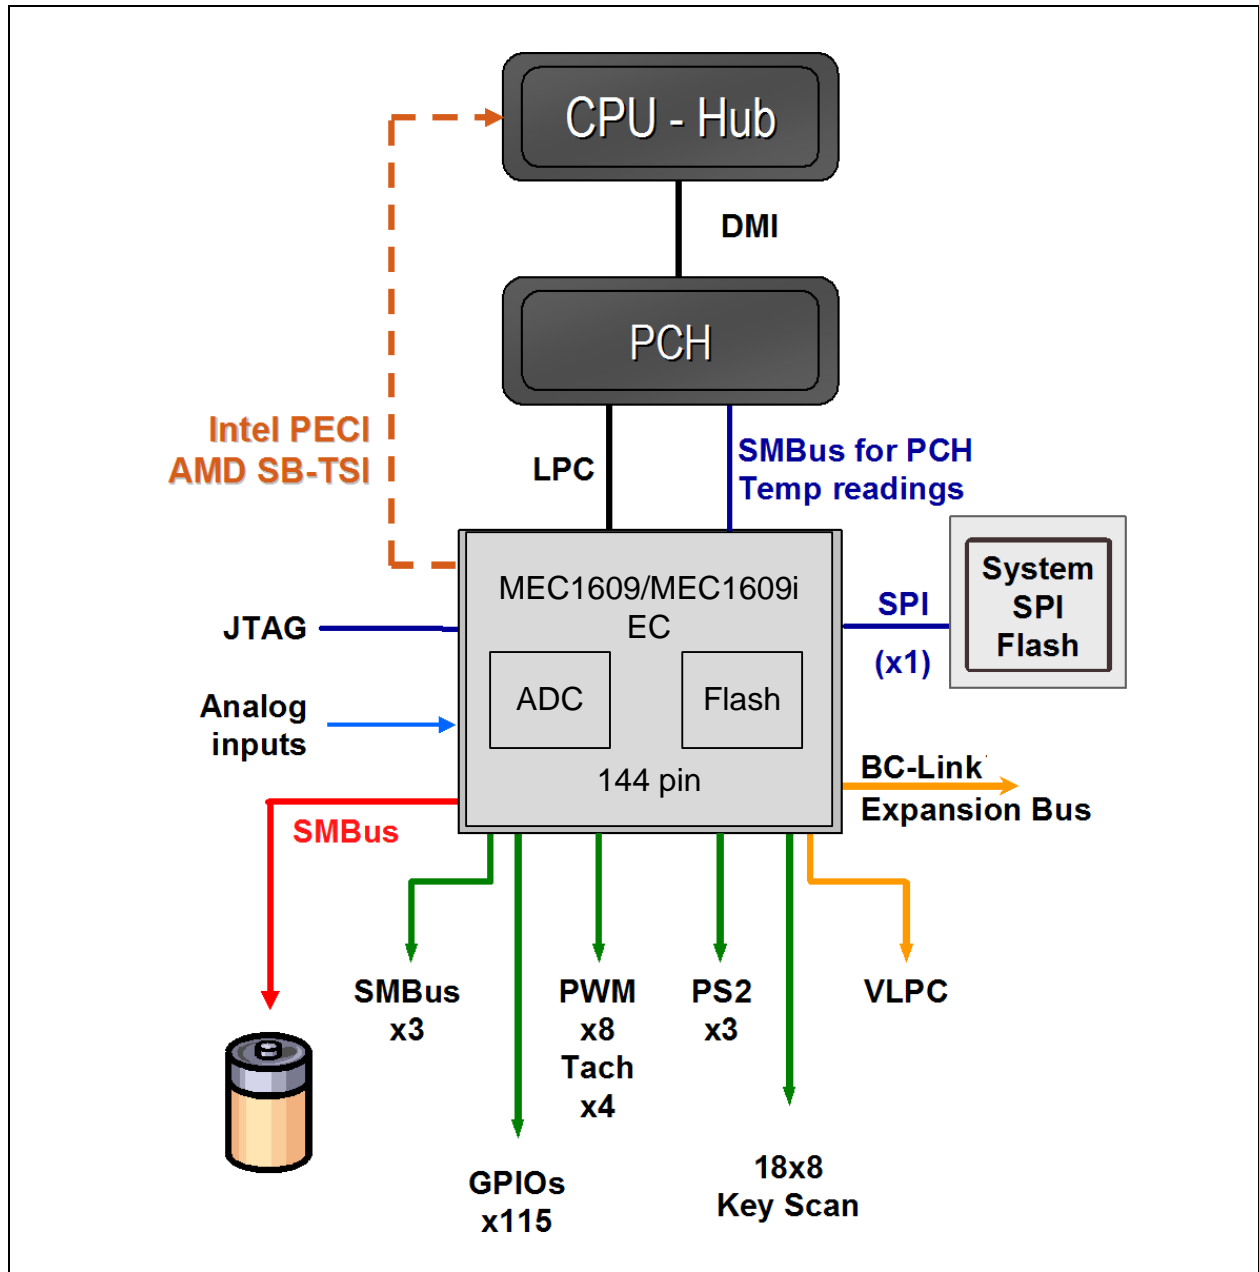 CPU - Hub
DMI
PCH
Intel PECI
AMD SB-TSI
LPC
SMBus for PCH
Temp readings
MEC1609/MEC1609i
EC
ADC
Flash
144 pin
JTAG
Analog
inputs
SPI
(x1)
System
SPI
Flash
BC-Link
Expansion Bus
SMBus
SMBus
x3
PWM
x8
Tach
x4
PS2
x3
VLPC
GPIOs
x115
18x8
Key Scan